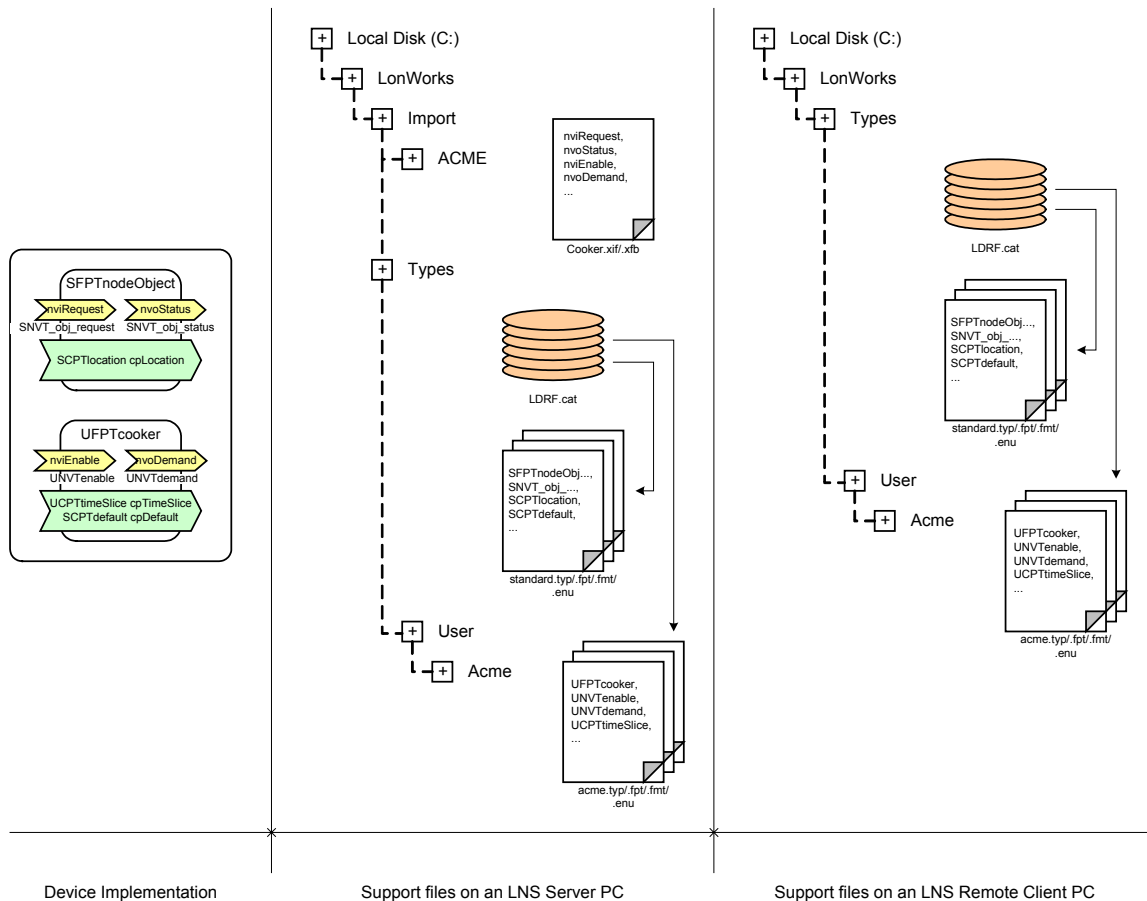 SFPTnodeObject
nviRequest
nvoStatus
SNVT_obj_request
SNVT_obj_status
SCPTlocation cpLocation
UFPTcooker
nviEnable
nvoDemand
UNVTenable
UNVTdemand
UCPTtimeSlice cpTimeSlice
SCPTdefault cpDefault
Device Implementation
+ Local Disk (C:)
+ LonWorks
+ Import
+ ACME
nviRequest,
nvoStatus,
nviEnable,
nvoDemand,
...
Cooker.xif/.xfb
+ Types
LDRF.cat
SFPTnodeObj...,
SNVT_obj_...,
SCPTlocation,
SCPTdefault,
...
standard.typ/.fpt/.fmt/
.enu
+ User
+ Acme
UFPTcooker,
UNVTenable,
UNVTdemand,
UCPTtimeSlice,
...
acme.typ/.fpt/.fmt/
.enu
Support files on an LNS Server PC
+ Local Disk (C:)
+ LonWorks
+ Types
LDRF.cat
SFPTnodeObj...,
SNVT_obj_...,
SCPTlocation,
SCPTdefault,
...
standard.typ/.fpt/.fmt/
.enu
+ User
+ Acme
UFPTcooker,
UNVTenable,
UNVTdemand,
UCPTtimeSlice,
...
acme.typ/.fpt/.fmt/
.enu
Support files on an LNS Remote Client PC